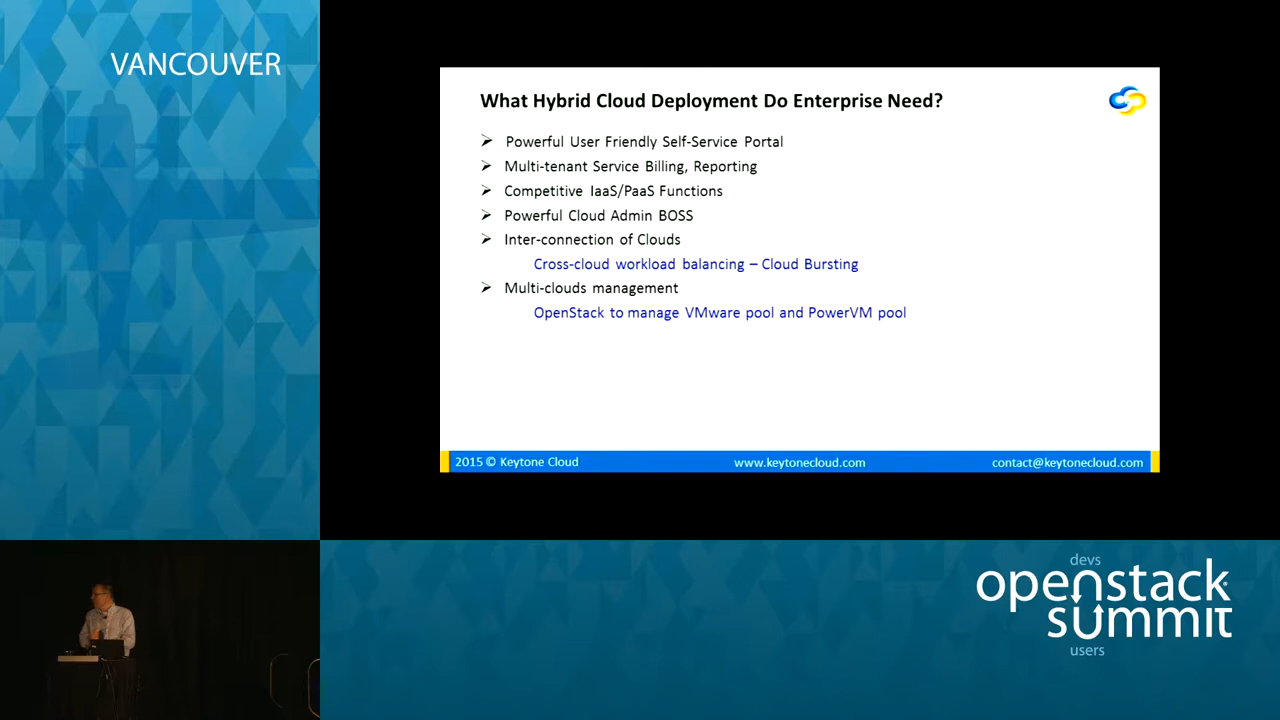 VANCOUVER
What Hybrid Cloud Deployment Do Enterprise Need?
Powerful User Friendly Self-Service Portal
Multi-tenant Service Billing, Reporting
Competitive IaaS/PaaS Functions
Powerful Cloud Admin BOSS
Inter-connection of Clouds
Cross-cloud workload balancing – Cloud Bursting
Multi-clouds management
OpenStack to manage VMware pool and PowerVM pool
2015 © Keytone Cloud www.keytonecloud.com contact@keytonecloud.com
devs
openstack
summit
users